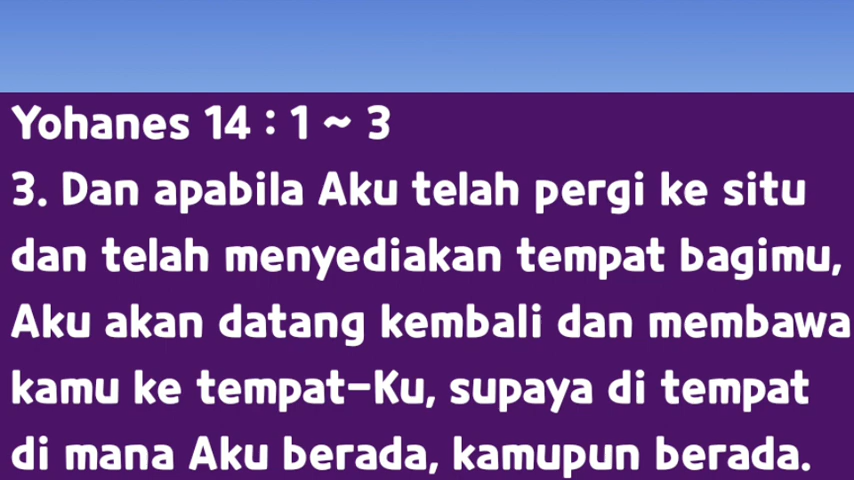 Yohanes 14 : 1 ~ 3
3. Dan apabila Aku telah pergi ke situ
dan telah menyediakan tempat bagimu,
Aku akan datang kembali dan membawa
kamu ke tempat-Ku, supaya di tempat
di mana Aku berada, kamupun berada.